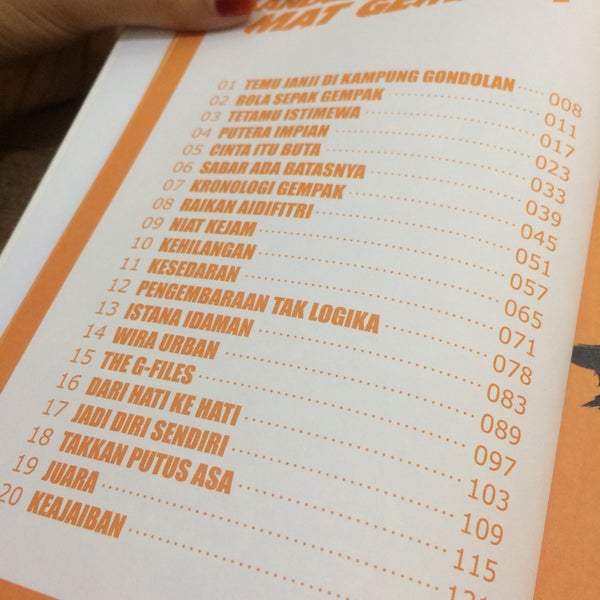 MAT
01 TEMU JANJI DI KAMPUNG GONDOLAN 008
02 BOLA SEPAK GEMPAK 011
03 TETAMU ISTIMEWA 017
04 PUTERA IMPIAN 023
05 CINTA ITU BUTA 033
06 SABAR ADA BATASNYA 039
07 KRONOLOGI GEMPAK 045
08 RAIKAN AIDIFITRI 051
09 NIAT KEJAM 057
10 KEHILANGAN 065
11 KESEDARAN 071
12 PENGEMBARAAN TAK LOGIKA 078
13 ISTANA IDAMAN 083
14 WIRA URBAN 089
15 THE G-FILES 097
16 DARI HATI KE HATI 103
17 JADI DIRI SENDIRI 109
18 TAKKAN PUTUS ASA 115
19 JUARA
20 KEAJAIBAN